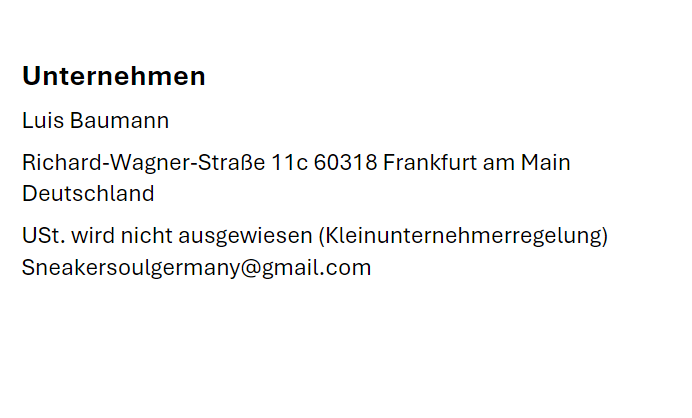 Unternehmen
Luis Baumann
Richard-Wagner-Straße 11c 60318 Frankfurt am Main
Deutschland
USt. wird nicht ausgewiesen (Kleinunternehmerregelung)
Sneakersoulgermany@gmail.com